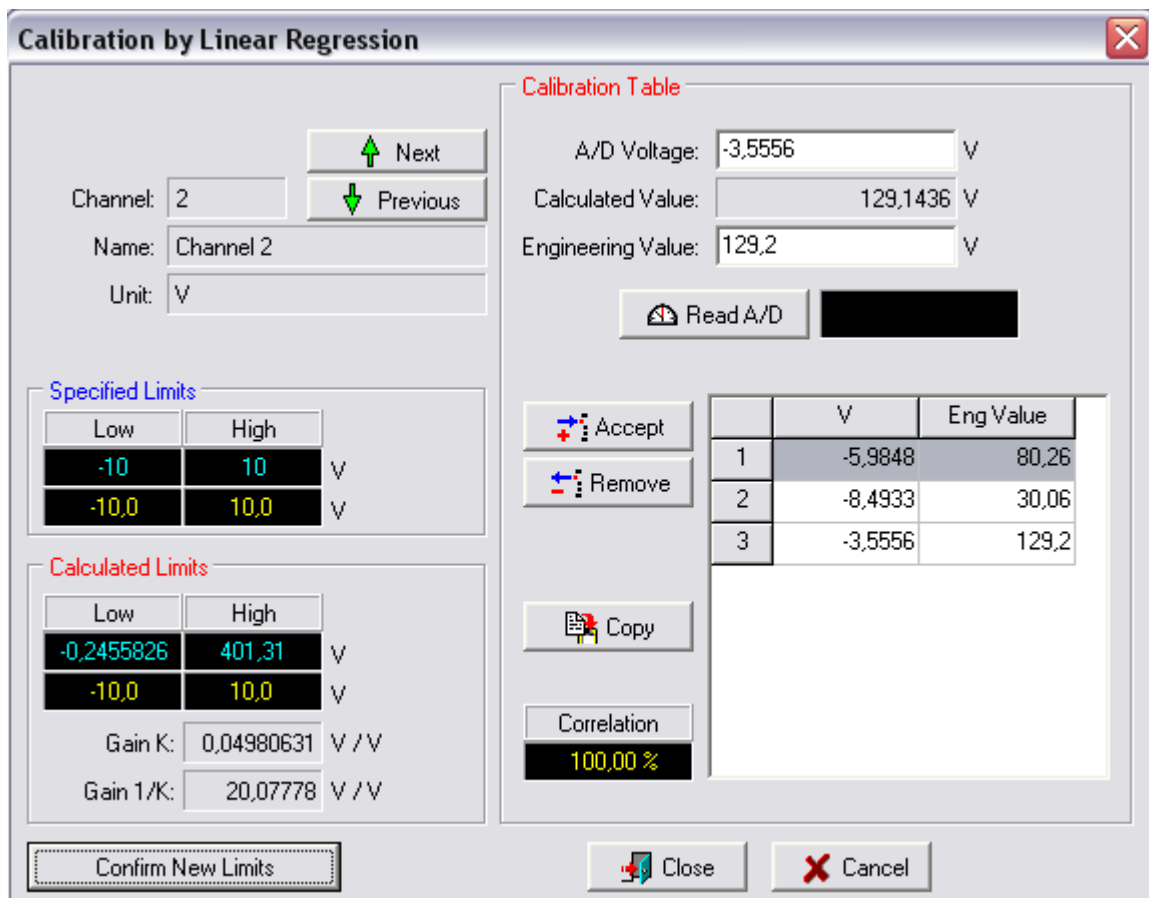 Calibration by Linear Regression
Next
Channel: 2
Previous
Name: Channel 2
Unit: V
Specified Limits
Low High
-10 10 V
-10,0 10,0 V
Calculated Limits
Low High
-0,2455826 401,31 V
-10,0 10,0 V
Gain K: 0,04980631 V / V
Gain 1/K: 20,07778 V / V
Confirm New Limits
Calibration Table
A/D Voltage: -3,5556 V
Calculated Value: 129,1436 V
Engineering Value: 129,2 V
Read A/D
Accept
Remove
V Eng Value
1 -5,9848 80,26
2 -8,4933 30,06
3 -3,5556 129,2
Copy
Correlation
100,00 %
Close
Cancel